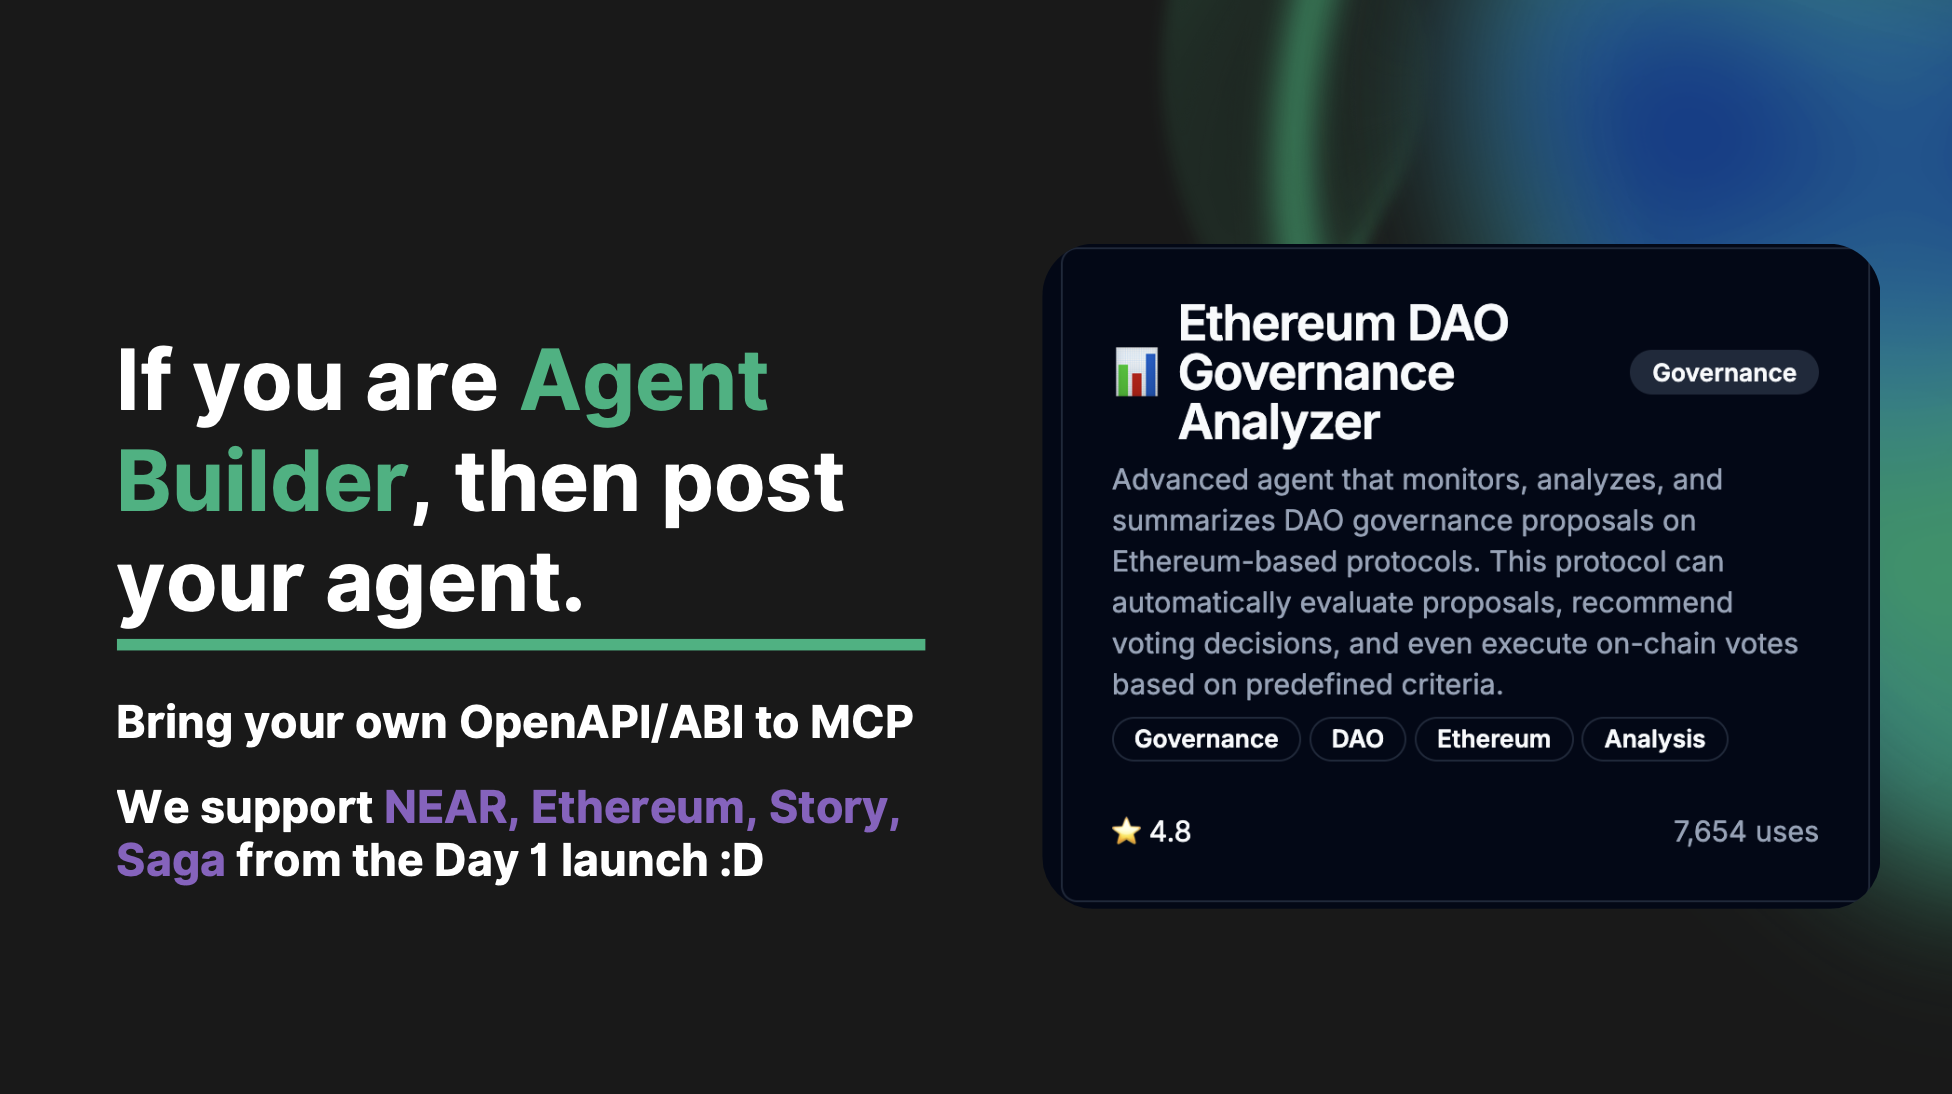 If you are Agent
Builder, then post
your agent.
Bring your own OpenAPI/ABI to MCP
We support NEAR, Ethereum, Story,
Saga from the Day 1 launch :D
Ethereum DAO
Governance
Analyzer
Governance
Advanced agent that monitors, analyzes, and
summarizes DAO governance proposals on
Ethereum-based protocols. This protocol can
automatically evaluate proposals, recommend
voting decisions, and even execute on-chain votes
based on predefined criteria.
Governance DAO Ethereum Analysis
4.8 7,654 uses